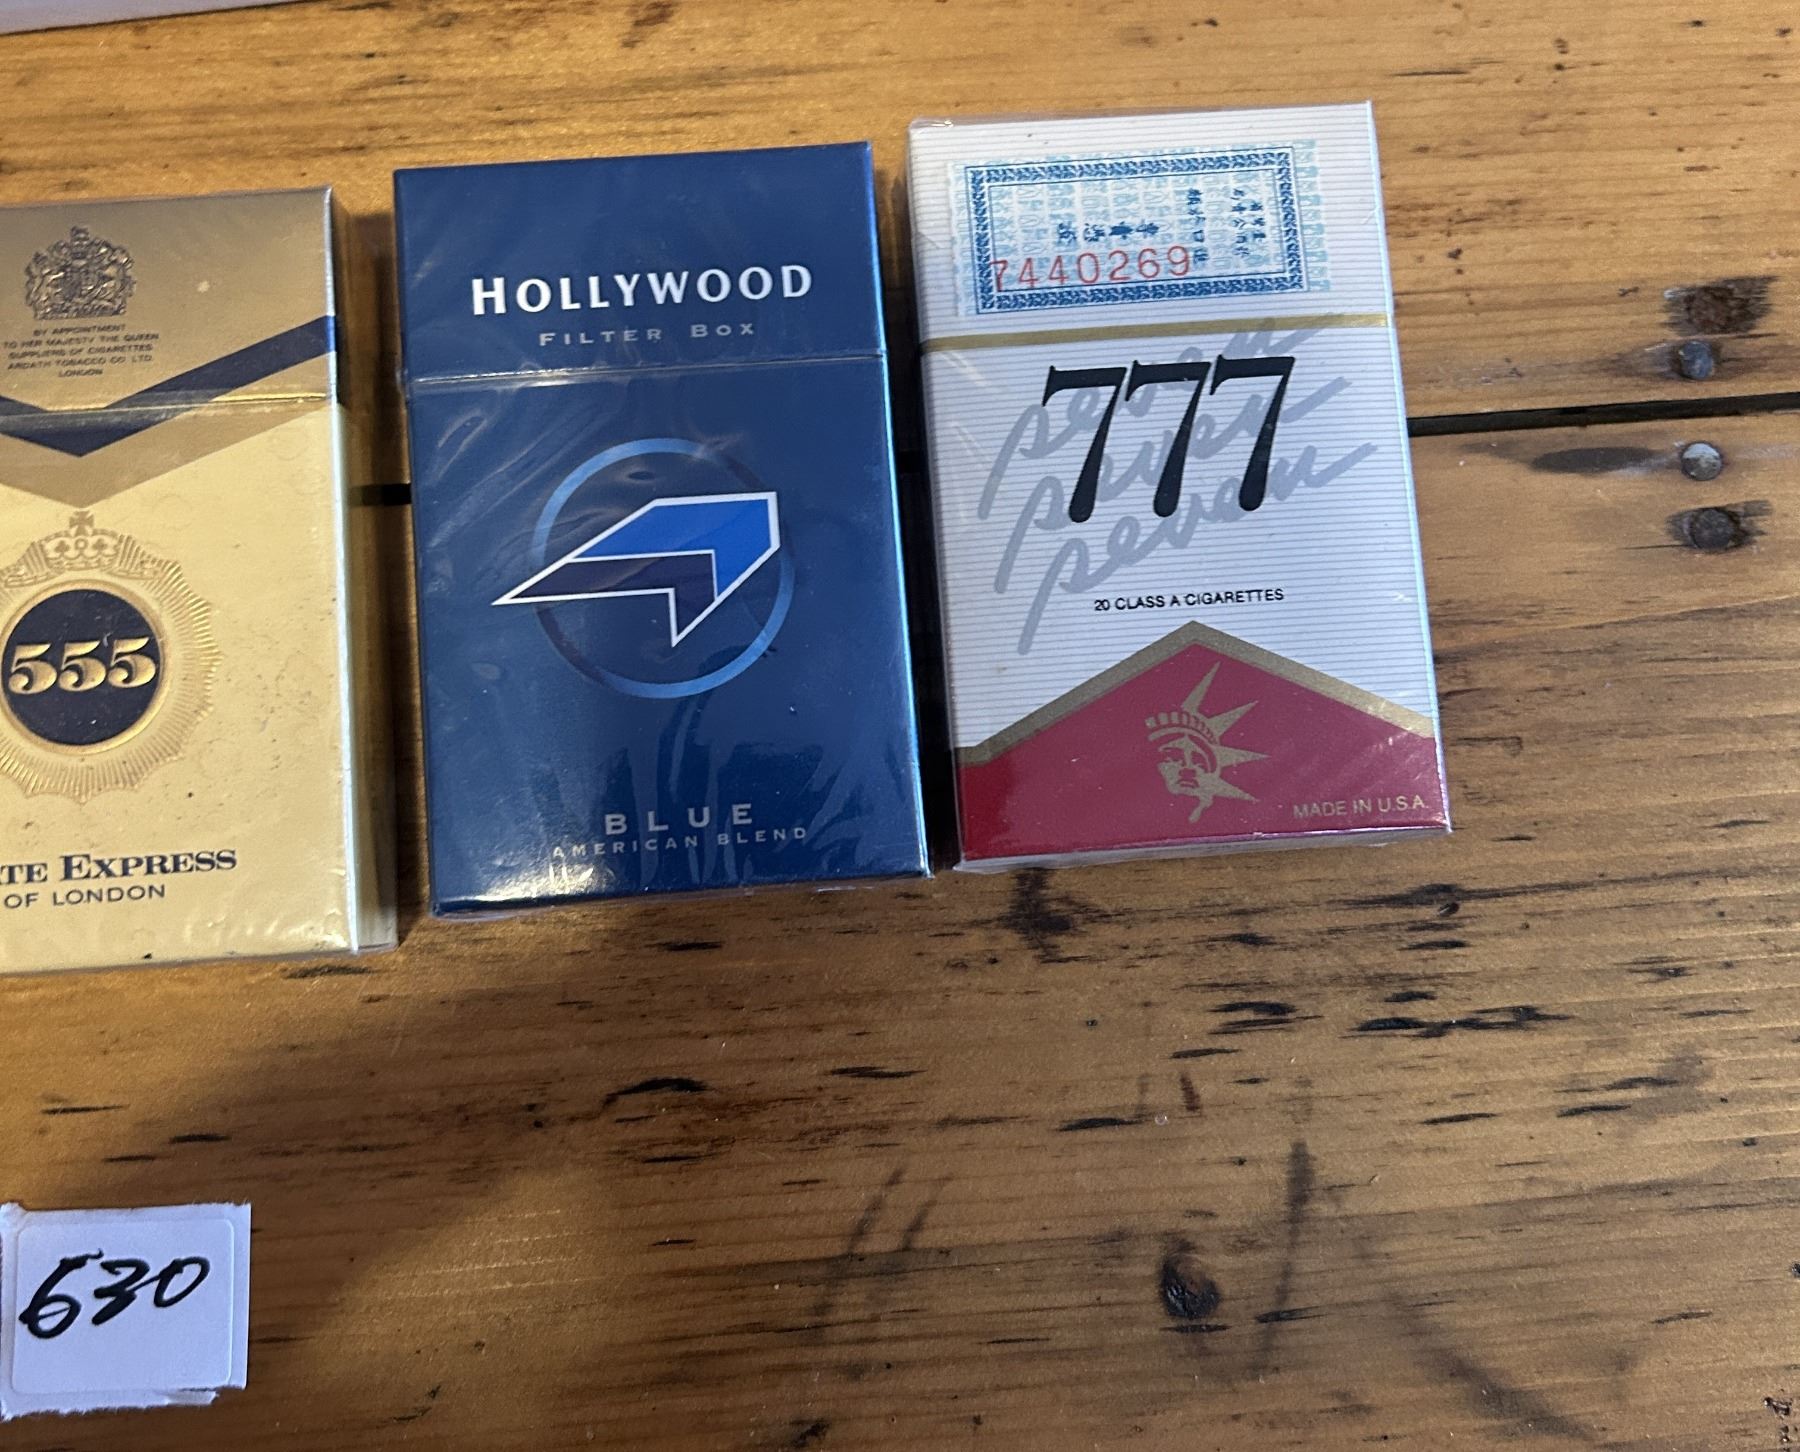 BY APPOINTMENT
TO HER MAJESTY THE QUEEN
SUPPLIERS OF CIGARETTES
ARDATH TOBACCO CO LTD.
LONDON
555
TE EXPRESS
OF LONDON
HOLLYWOOD
FILTER BOX
BLUE
AMERICAN BLEND
7440269
777
seven
seven
seven
20 CLASS A CIGARETTES
MADE IN U.S.A.
630